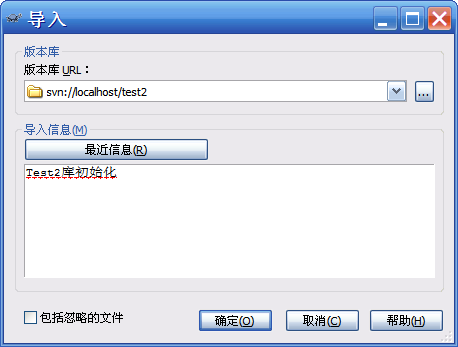 导入
版本库
版本库 URL：
svn://localhost/test2
...
导入信息(M)
最近信息(R)
Test2库初始化
包括忽略的文件
确定(O)
取消(C)
帮助(H)